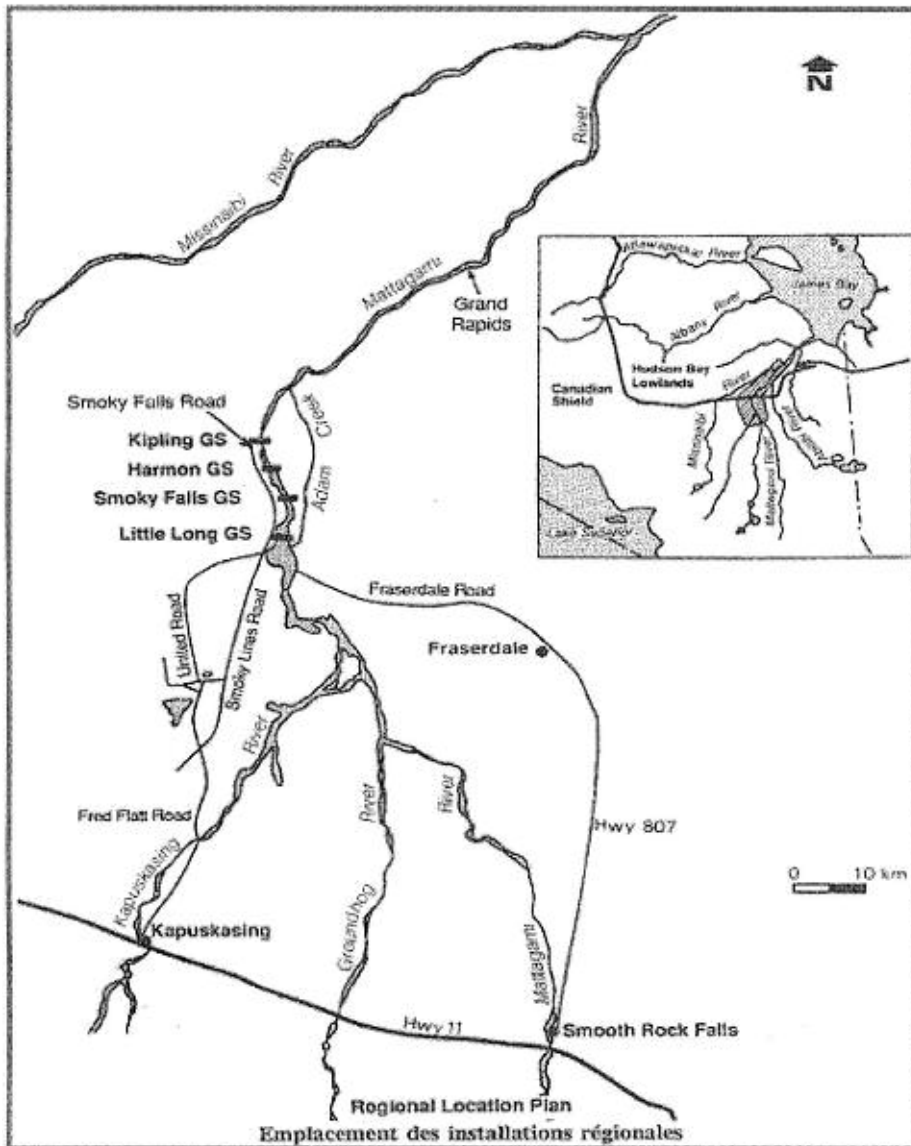 N
River
Missinaibi
River
Mattagami
Grand
Rapids
Attawapiskat River
James Bay
Albany River
Hudson Bay
Lowlands
Canadian
Shield
River
Missinaibi
Mattagami River
Abitibi River
Lake Superior
Smoky Falls Road
Kipling GS
Harmon GS
Smoky Falls GS
Little Long GS
Adam Creek
Fraserdale Road
Fraserdale
United Road
Smoky Lines Road
River
River
River
Fred Flatt Road
Hwy 807
0 10 km
Kapuskasing
Kapuskasing
Groundhog
Mattagami
Hwy 11
Smooth Rock Falls
Regional Location Plan
Emplacement des installations régionales